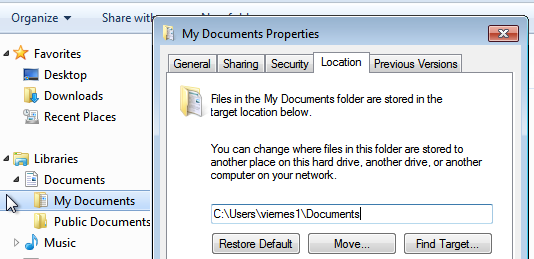 Organize
Share with
My Documents Properties
General
Sharing
Security
Location
Previous Versions
Favorites
Desktop
Downloads
Recent Places
Libraries
Documents
My Documents
Public Documents
Music
Files in the My Documents folder are stored in the
target location below.
You can change where files in this folder are stored to
another place on this hard drive, another drive, or another
computer on your network.
C:\Users\viernes1\Documents
Restore Default
Move...
Find Target...